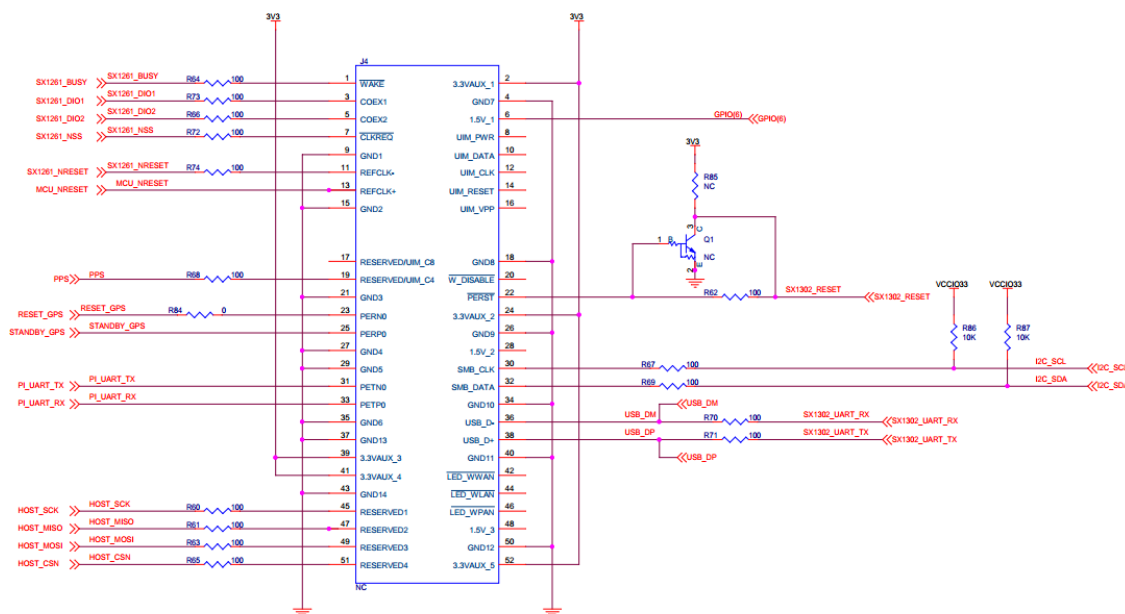 3V3 3V3
J4
SX1261_BUSY SX1261_BUSY R64 100 1 WAKE 3.3VAUX_1 2
SX1261_DIO1 SX1261_DIO1 R73 100 3 COEX1 GND7 4
SX1261_DIO2 SX1261_DIO2 R66 100 5 COEX2 1.5V_1 6 GPIO(6) GPIO(6)
SX1261_NSS SX1261_NSS R72 100 7 CLKREQ UIM_PWR 8
9 GND1 UIM_DATA 10 3V3
SX1261_NRESET SX1261_NRESET R74 100 11 REFCLK- UIM_CLK 12
MCU_NRESET MCU_NRESET 13 REFCLK+ UIM_RESET 14 R85 NC
15 GND2 UIM_VPP 16
3 C
1 B Q1
NC
2 E
17 RESERVED/UIM_C8 GND8 18
PPS PPS R68 100 19 RESERVED/UIM_C4 W_DISABLE 20
21 GND3 PERST 22 R62 100 SX1302_RESET SX1302_RESET
VCCIO33 VCCIO33
RESET_GPS RESET_GPS R84 0 23 PERN0 3.3VAUX_2 24
STANDBY_GPS STANDBY_GPS 25 PERP0 GND9 26
R86 10K R87 10K
27 GND4 1.5V_2 28
29 GND5 SMB_CLK 30 R67 100 I2C_SCL I2C_SCL
PI_UART_TX PI_UART_TX 31 PETN0 SMB_DATA 32 R69 100 I2C_SDA I2C_SDA
PI_UART_RX PI_UART_RX 33 PETP0 GND10 34 USB_DM
35 GND6 USB_D- 36 USB_DM R70 100 SX1302_UART_RX SX1302_UART_RX
37 GND13 USB_D+ 38 USB_DP R71 100 SX1302_UART_TX SX1302_UART_TX
39 3.3VAUX_3 GND11 40 USB_DP
41 3.3VAUX_4 LED_WWAN 42
43 GND14 LED_WLAN 44
HOST_SCK HOST_SCK R60 100 45 RESERVED1 LED_WPAN 46
HOST_MISO HOST_MISO R61 100 47 RESERVED2 1.5V_3 48
HOST_MOSI HOST_MOSI R63 100 49 RESERVED3 GND12 50
HOST_CSN HOST_CSN R65 100 51 RESERVED4 3.3VAUX_5 52
NC